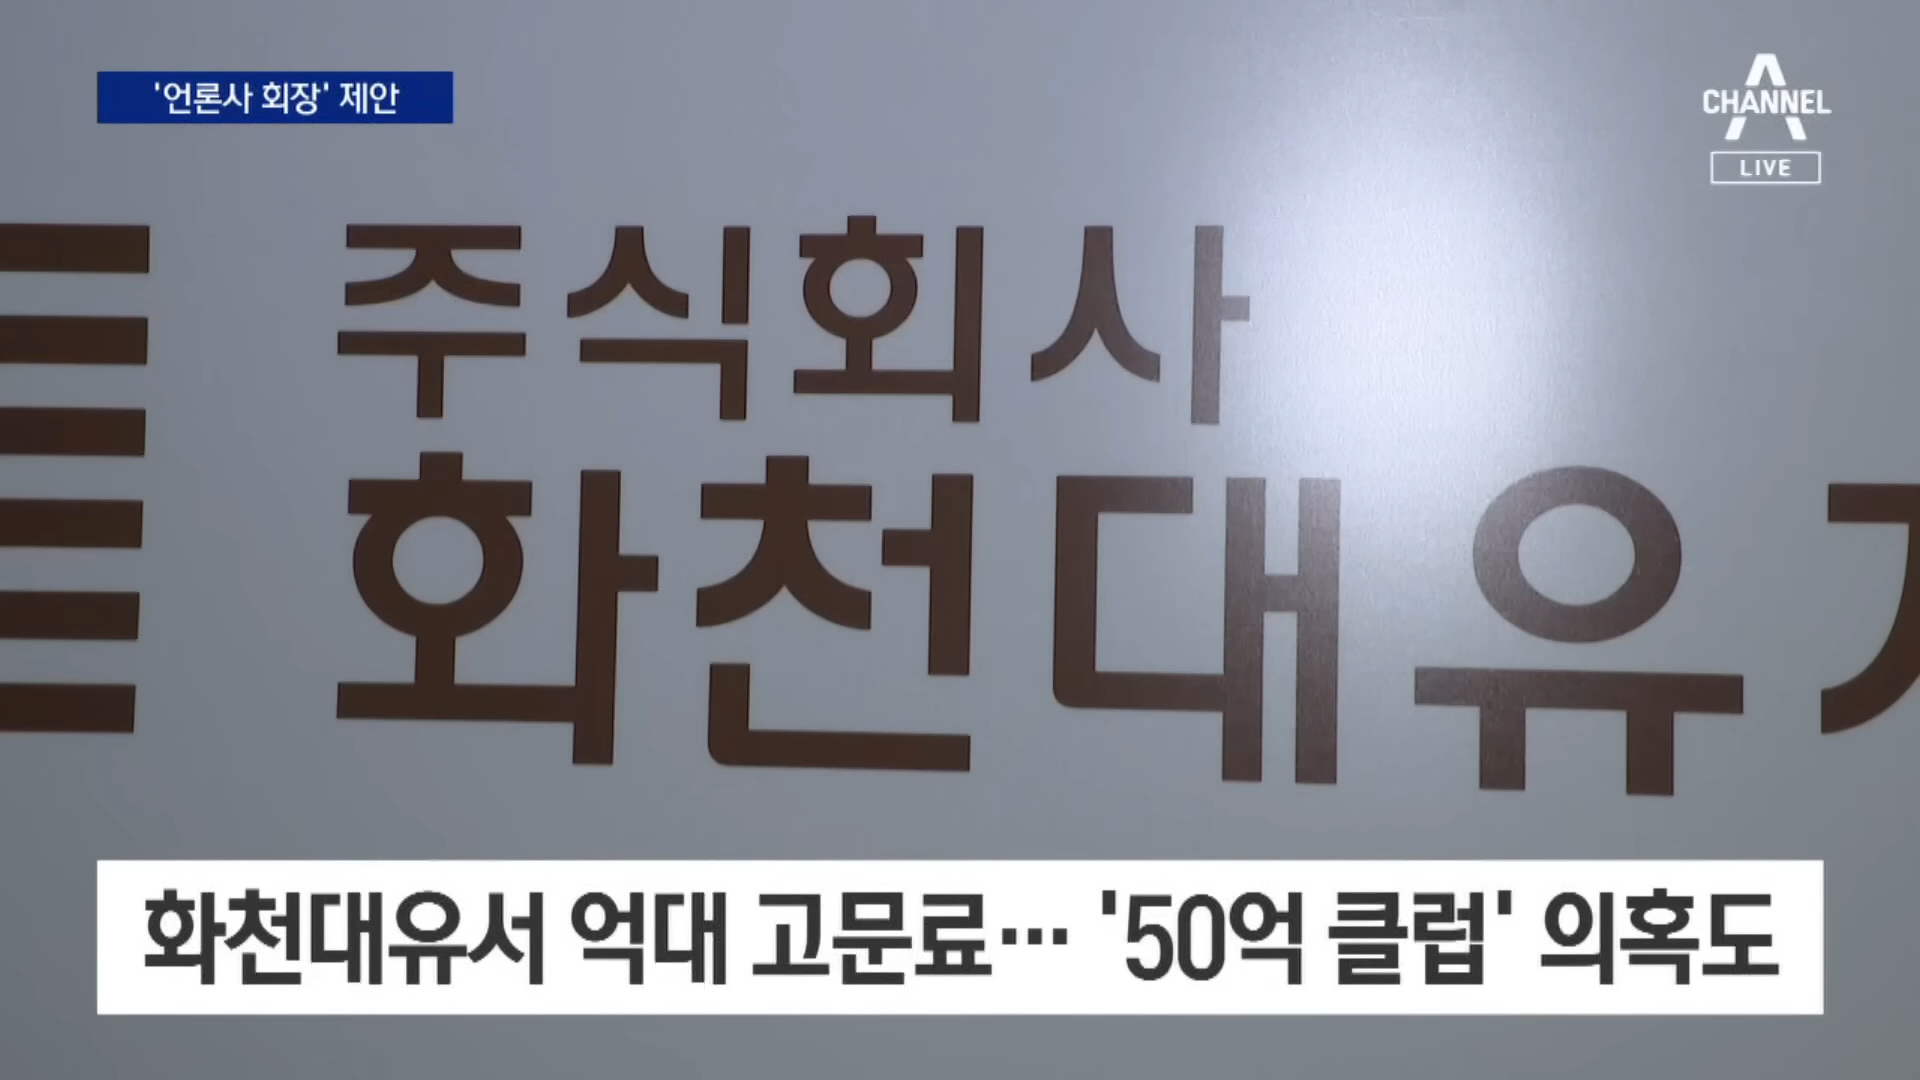 '언론사 회장' 제안
CHANNEL A
LIVE
주식회사
화천대유
화천대유서 억대 고문료… '50억 클럽' 의혹도